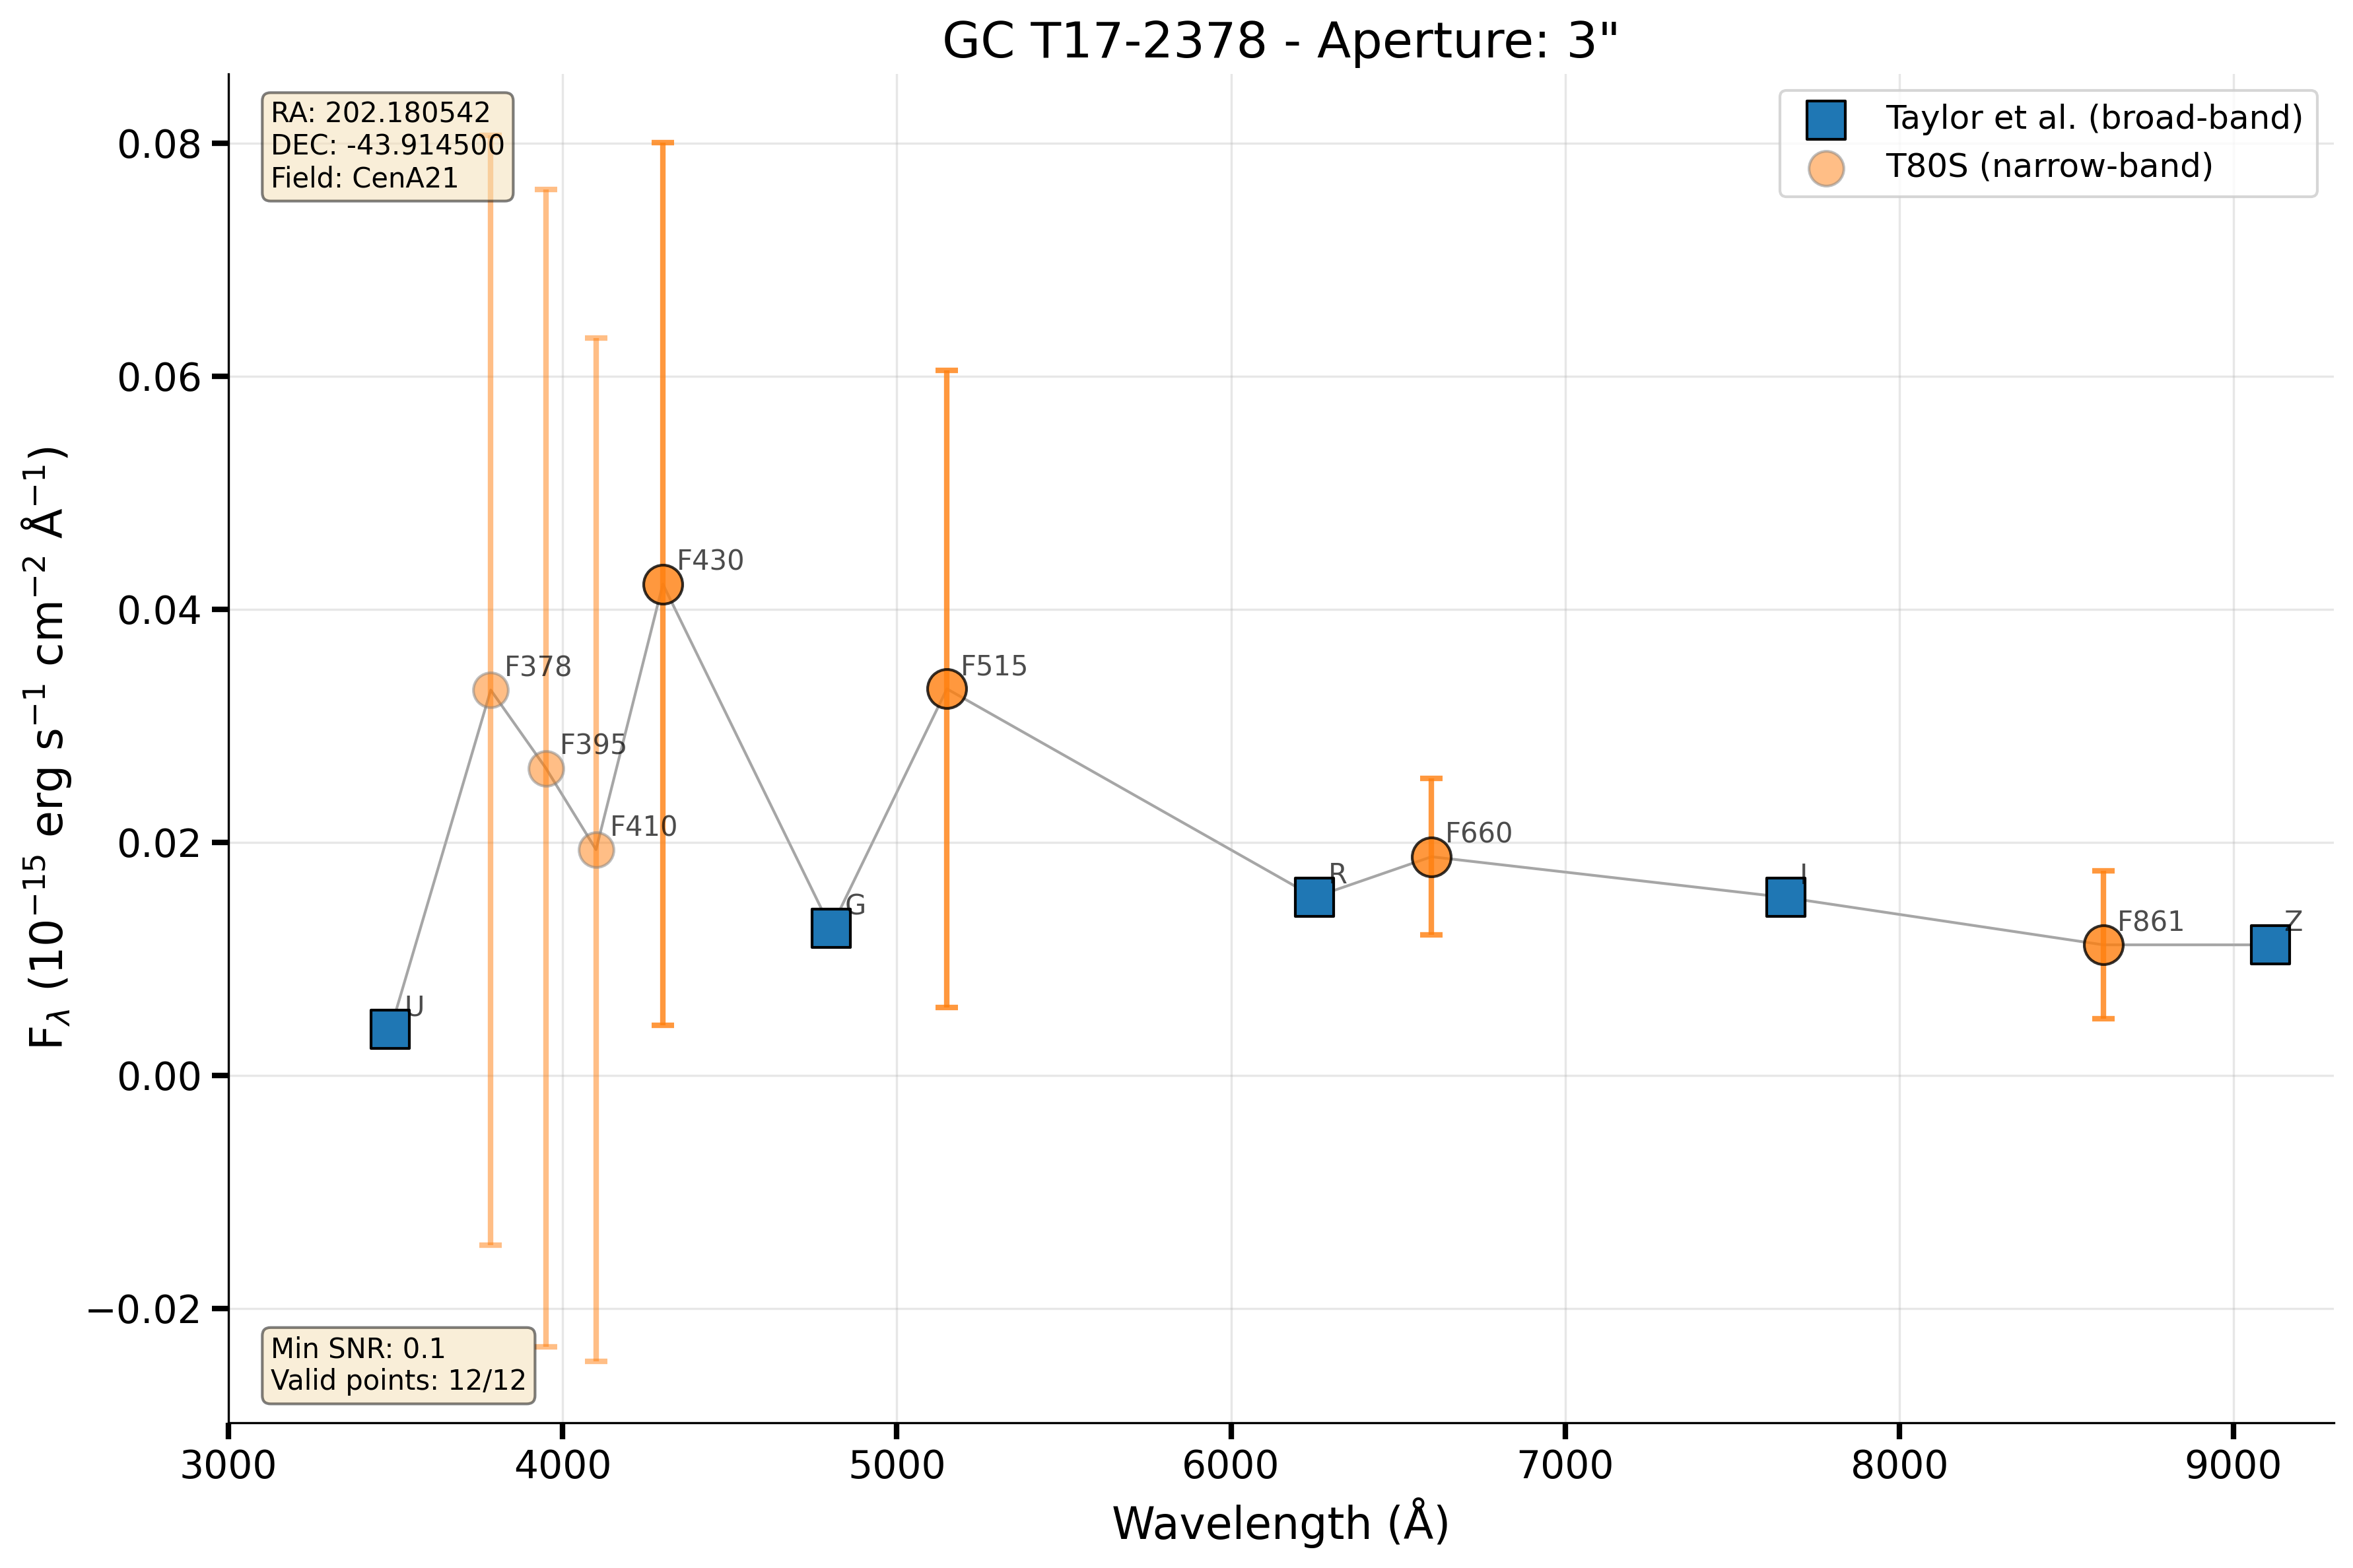 GC T17-2378 - Aperture: 3"
RA: 202.180542
DEC: -43.914500
Field: CenA21
Taylor et al. (broad-band)
T80S (narrow-band)
0.08
0.06
0.04
0.02
0.00
−0.02
F430
F378
F515
F395
F410
F660
R
I
G
F861
Z
U
Min SNR: 0.1
Valid points: 12/12
3000
4000
5000
6000
7000
8000
9000
Wavelength (Å)
Fλ (10⁻¹⁵ erg s⁻¹ cm⁻² Å⁻¹)